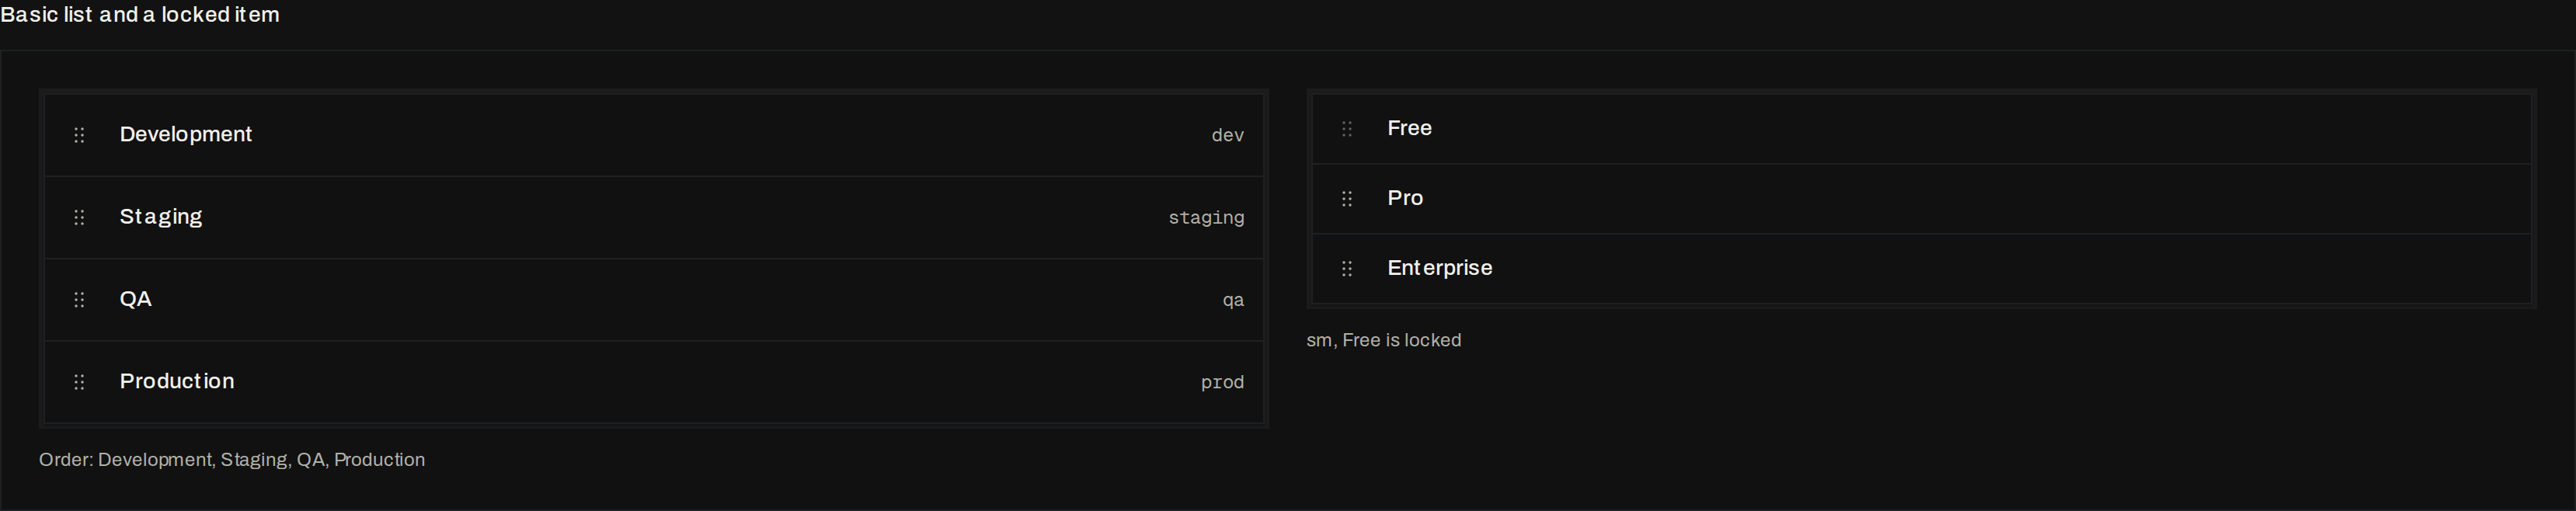 Basic list and a locked item
Development
dev
Staging
staging
QA
qa
Production
prod
Order: Development, Staging, QA, Production
Free
Pro
Enterprise
sm, Free is locked